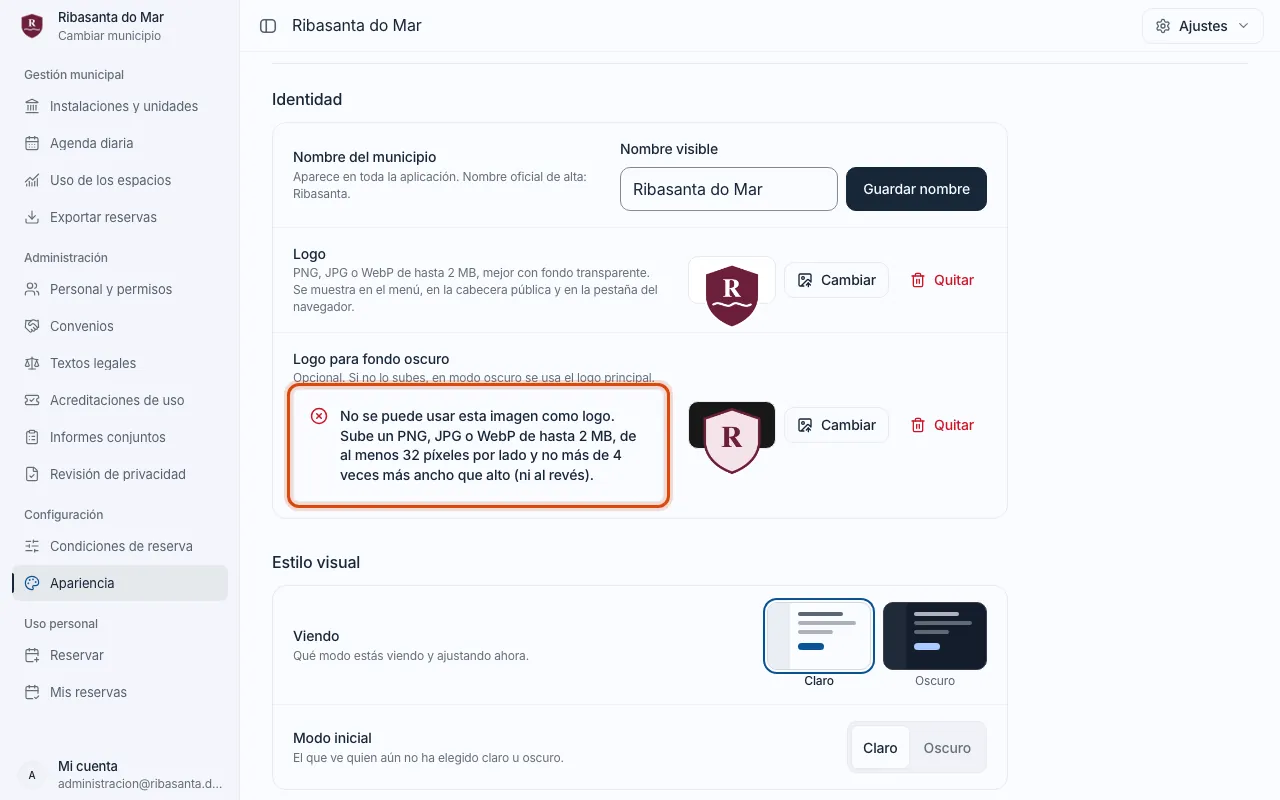 Ribasanta do Mar
Cambiar municipio
Gestión municipal
Instalaciones y unidades
Agenda diaria
Uso de los espacios
Exportar reservas
Administración
Personal y permisos
Convenios
Textos legales
Acreditaciones de uso
Informes conjuntos
Revisión de privacidad
Configuración
Condiciones de reserva
Apariencia
Uso personal
Reservar
Mis reservas
A
Mi cuenta
administracion@ribasanta.d...
Ribasanta do Mar
Ajustes
Identidad
Nombre del municipio
Aparece en toda la aplicación. Nombre oficial de alta:
Ribasanta.
Nombre visible
Ribasanta do Mar
Guardar nombre
Logo
PNG, JPG o WebP de hasta 2 MB, mejor con fondo transparente.
Se muestra en el menú, en la cabecera pública y en la pestaña del
navegador.
R
Cambiar
Quitar
Logo para fondo oscuro
Opcional. Si no lo subes, en modo oscuro se usa el logo principal.
No se puede usar esta imagen como logo.
Sube un PNG, JPG o WebP de hasta 2 MB, de
al menos 32 píxeles por lado y no más de 4
veces más ancho que alto (ni al revés).
R
Cambiar
Quitar
Estilo visual
Viendo
Qué modo estás viendo y ajustando ahora.
Claro
Oscuro
Modo inicial
El que ve quien aún no ha elegido claro u oscuro.
Claro
Oscuro